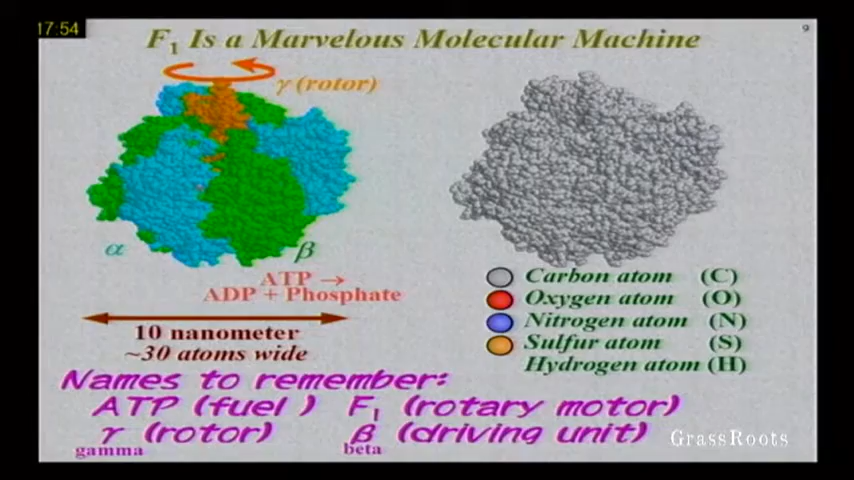 17:54
9
F1 Is a Marvelous Molecular Machine
γ (rotor)
α
β
ATP →
ADP + Phosphate
10 nanometer
~30 atoms wide
Carbon atom (C)
Oxygen atom (O)
Nitrogen atom (N)
Sulfur atom (S)
Hydrogen atom (H)
Names to remember:
ATP (fuel ) F1 (rotary motor)
γ (rotor) β (driving unit)
gamma beta
GrassRoots